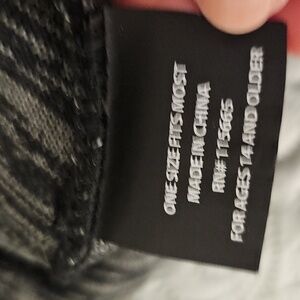 ONE SIZE FITS MOST
MADE IN CHINA
RN# 115665
FOR AGES 14 AND OLDER